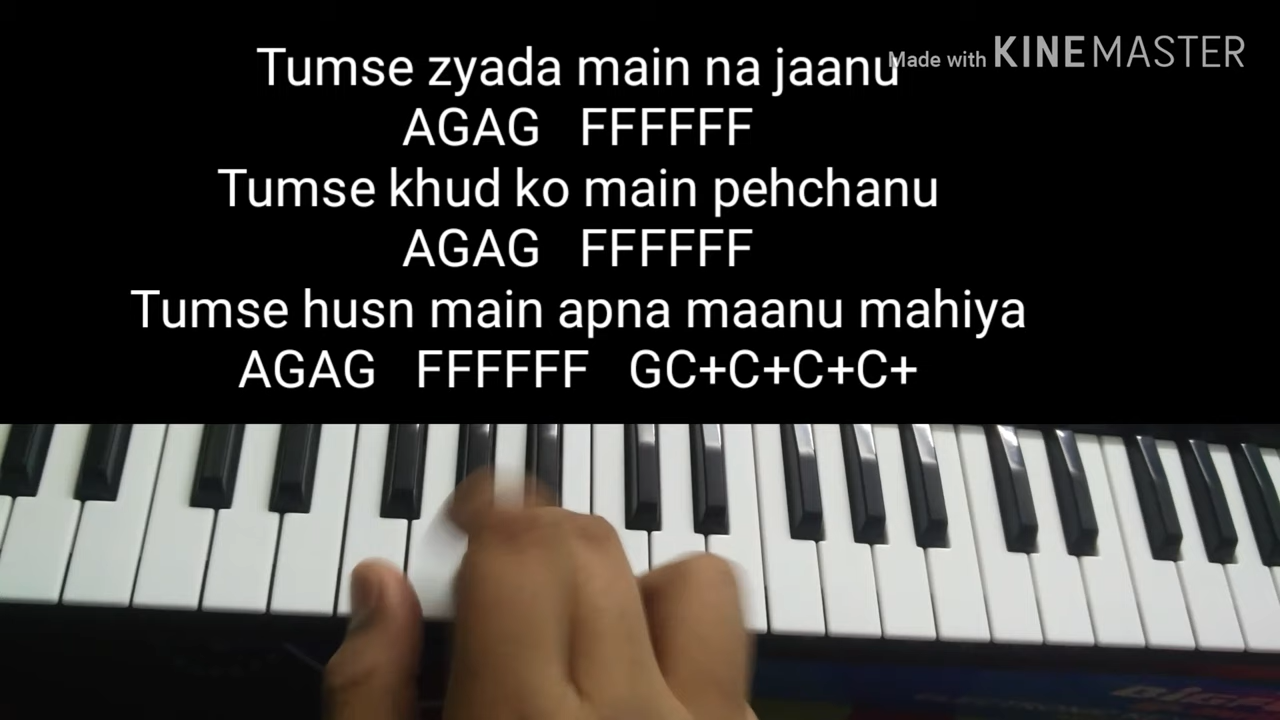 Tumse zyada main na jaanu
Made with KINEMASTER
AGAG FFFFFF
Tumse khud ko main pehchanu
AGAG FFFFFF
Tumse husn main apna maanu mahiya
AGAG FFFFFF GC+C+C+C+